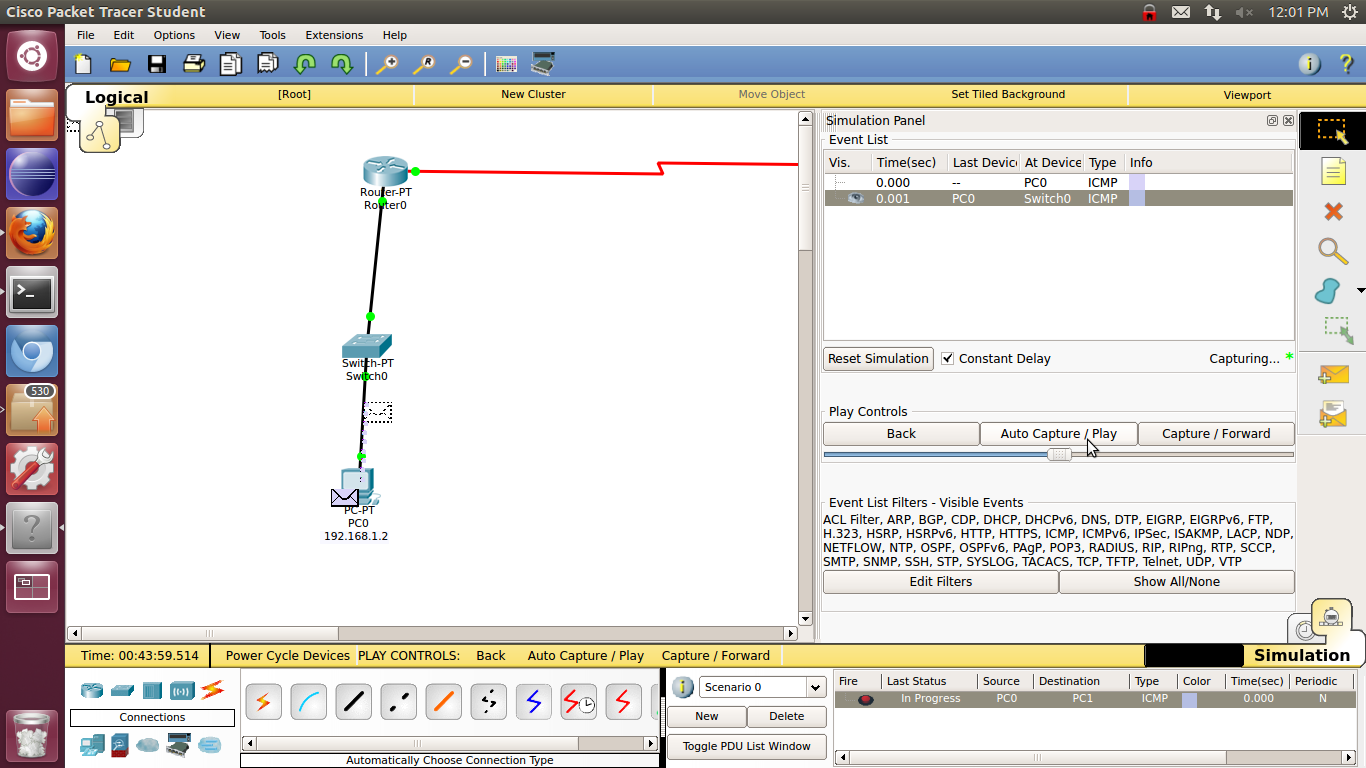 Cisco Packet Tracer Student
12:01 PM
File Edit Options View Tools Extensions Help
Logical
[Root] New Cluster Move Object Set Tiled Background Viewport
Router-PT
Router0
Switch-PT
Switch0
PC-PT
PC0
192.168.1.2
530
Simulation Panel
Event List
Vis. Time(sec) Last Devic At Device Type Info
0.000 -- PC0 ICMP
0.001 PC0 Switch0 ICMP
Reset Simulation Constant Delay Capturing... *
Play Controls
Back Auto Capture / Play Capture / Forward
Event List Filters - Visible Events
ACL Filter, ARP, BGP, CDP, DHCP, DHCPv6, DNS, DTP, EIGRP, EIGRPv6, FTP,
H.323, HSRP, HSRPv6, HTTP, HTTPS, ICMP, ICMPv6, IPSec, ISAKMP, LACP, NDP,
NETFLOW, NTP, OSPF, OSPFv6, PAgP, POP3, RADIUS, RIP, RIPng, RTP, SCCP,
SMTP, SNMP, SSH, STP, SYSLOG, TACACS, TCP, TFTP, Telnet, UDP, VTP
Edit Filters Show All/None
Time: 00:43:59.514 Power Cycle Devices PLAY CONTROLS: Back Auto Capture / Play Capture / Forward Simulation
Connections
Automatically Choose Connection Type
Scenario 0
New Delete
Toggle PDU List Window
Fire Last Status Source Destination Type Color Time(sec) Periodic
In Progress PC0 PC1 ICMP 0.000 N